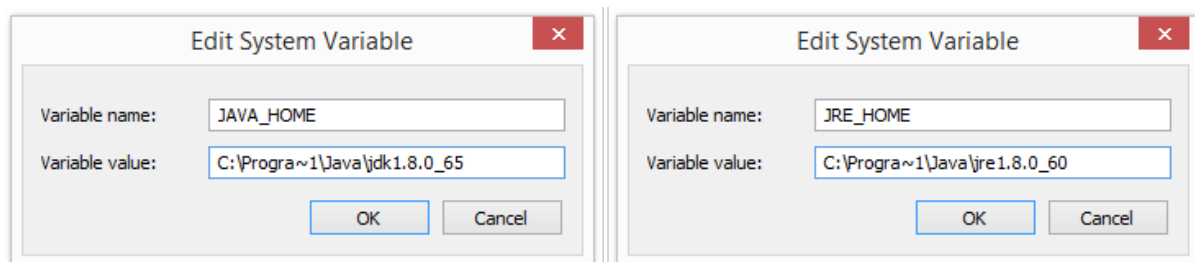 Edit System Variable
Variable name: JAVA_HOME
Variable value: C:\Progra~1\Java\jdk1.8.0_65
OK Cancel
Edit System Variable
Variable name: JRE_HOME
Variable value: C:\Progra~1\Java\jre1.8.0_60
OK Cancel